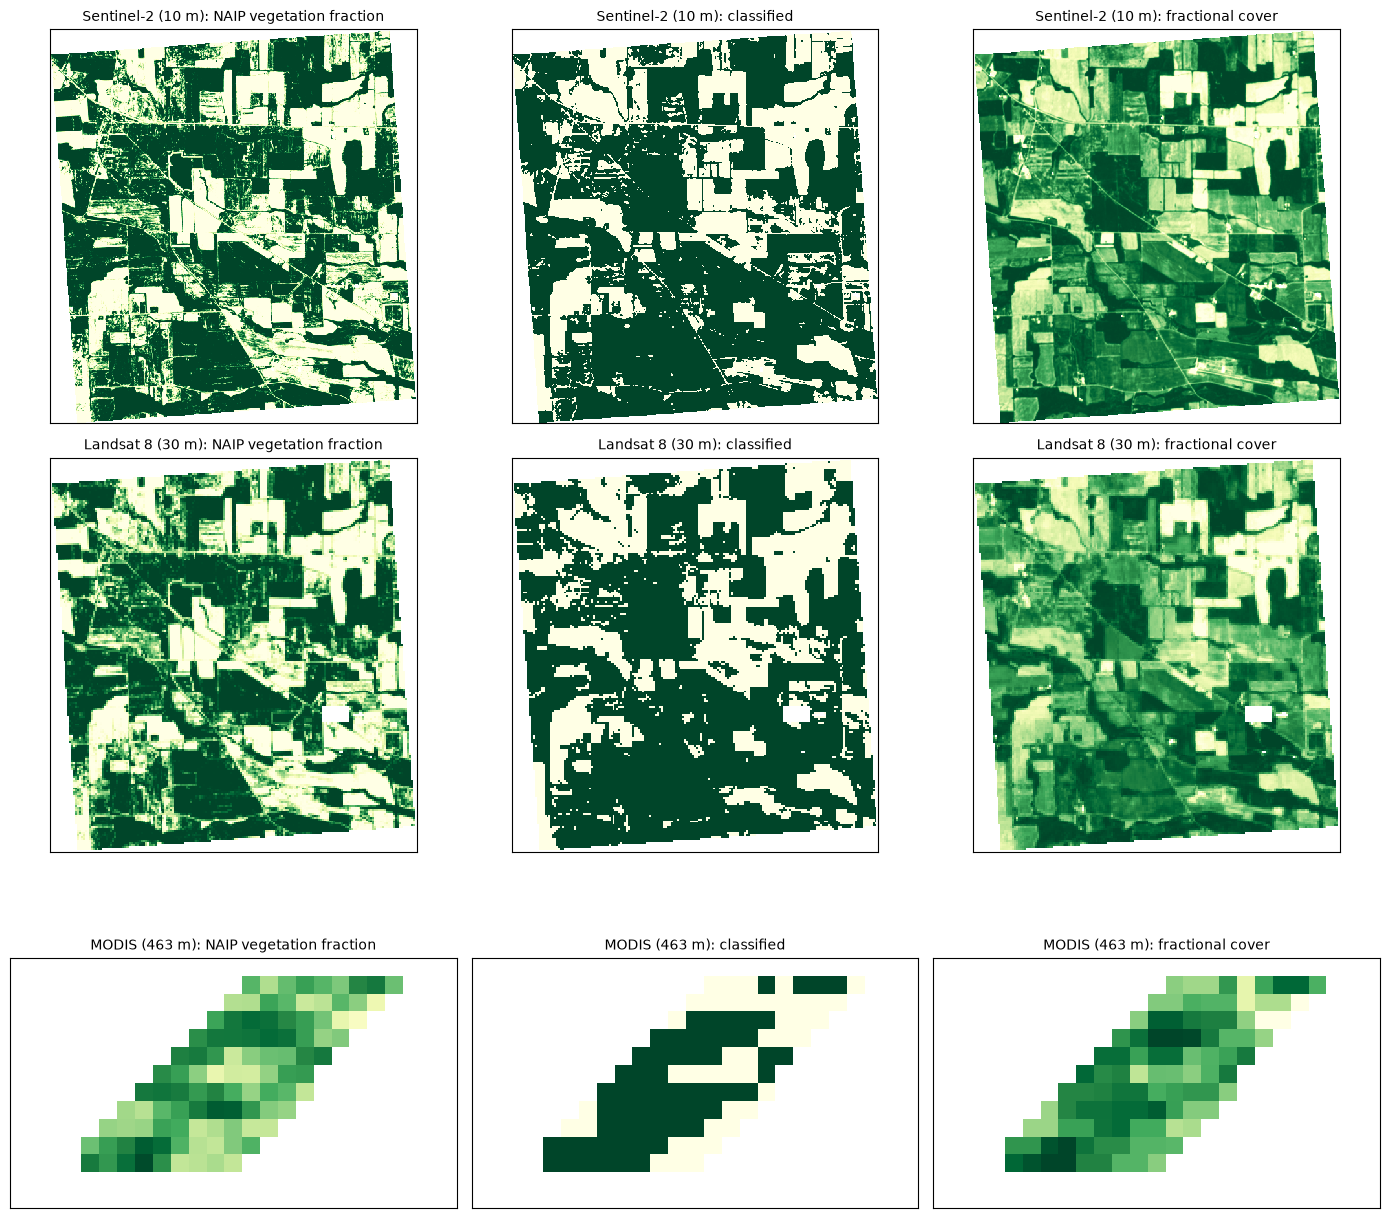 Sentinel-2 (10 m): NAIP vegetation fraction
Sentinel-2 (10 m): classified
Sentinel-2 (10 m): fractional cover
Landsat 8 (30 m): NAIP vegetation fraction
Landsat 8 (30 m): classified
Landsat 8 (30 m): fractional cover
MODIS (463 m): NAIP vegetation fraction
MODIS (463 m): classified
MODIS (463 m): fractional cover